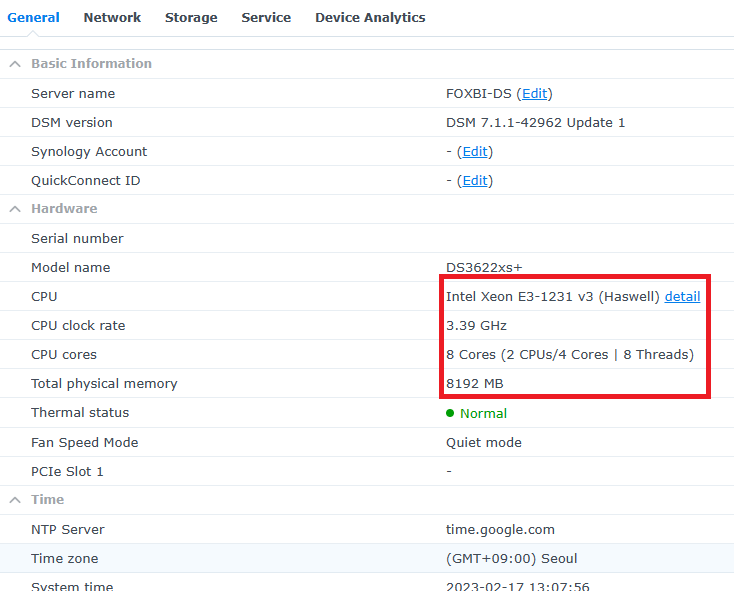 General Network Storage Service Device Analytics
Basic Information
Server name FOXBI-DS (Edit)
DSM version DSM 7.1.1-42962 Update 1
Synology Account - (Edit)
QuickConnect ID - (Edit)
Hardware
Serial number
Model name DS3622xs+
CPU Intel Xeon E3-1231 v3 (Haswell) detail
CPU clock rate 3.39 GHz
CPU cores 8 Cores (2 CPUs/4 Cores | 8 Threads)
Total physical memory 8192 MB
Thermal status Normal
Fan Speed Mode Quiet mode
PCIe Slot 1 -
Time
NTP Server time.google.com
Time zone (GMT+09:00) Seoul
System time 2023-02-17 13:07:56